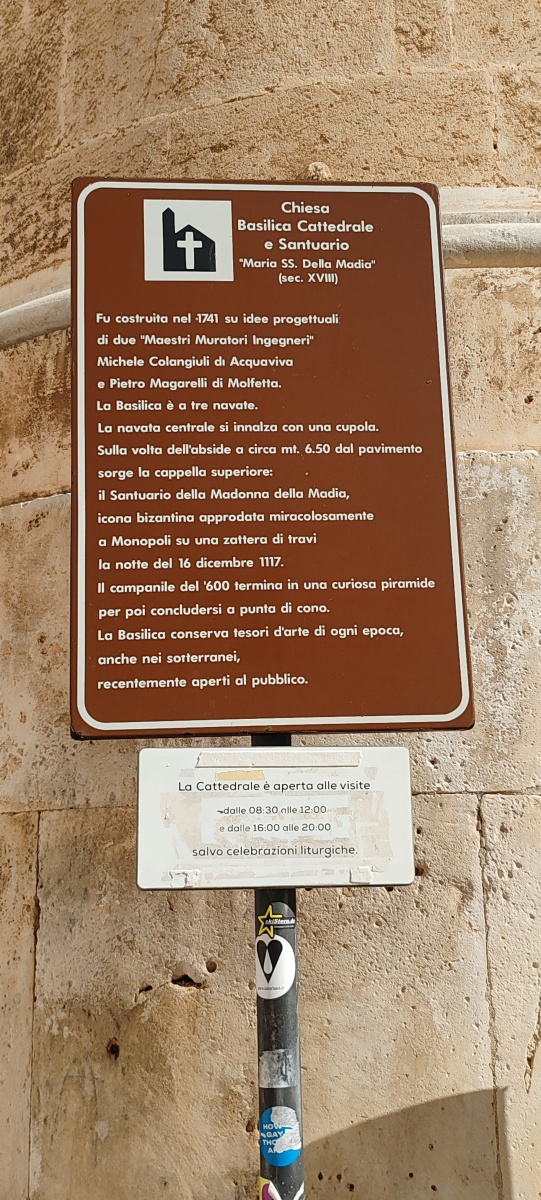 Chiesa
Basilica Cattedrale
e Santuario
"Maria SS. Della Madia"
(sec. XVIII)
Fu costruita nel 1741 su idee progettuali
di due "Maestri Muratori Ingegneri"
Michele Colangiuli di Acquaviva
e Pietro Magarelli di Molfetta.
La Basilica è a tre navate.
La navata centrale si innalza con una cupola.
Sulla volta dell'abside a circa mt. 6.50 dal pavimento
sorge la cappella superiore:
il Santuario della Madonna della Madia,
icona bizantina approdata miracolosamente
a Monopoli su una zattera di travi
la notte del 16 dicembre 1117.
Il campanile del '600 termina in una curiosa piramide
per poi concludersi a punta di cono.
La Basilica conserva tesori d'arte di ogni epoca,
anche nei sotterranei,
recentemente aperti al pubblico.
La Cattedrale è aperta alle visite
dalle 08:30 alle 12:00
e dalle 16:00 alle 20:00
salvo celebrazioni liturgiche.
HOW
GAY